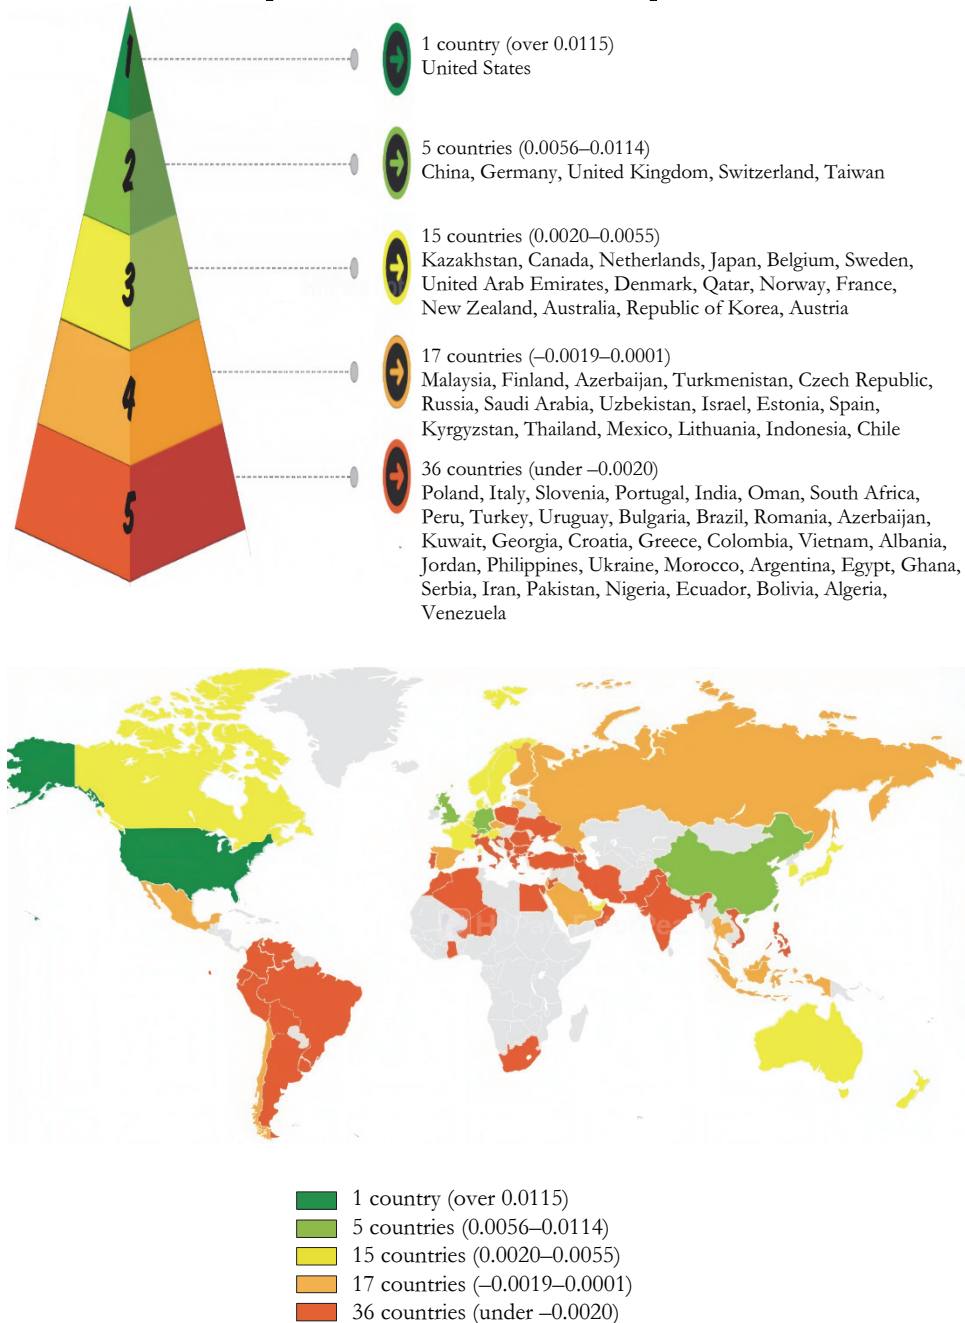 1
1 country (over 0.0115)
United States
2
5 countries (0.0056–0.0114)
China, Germany, United Kingdom, Switzerland, Taiwan
3
15 countries (0.0020–0.0055)
Kazakhstan, Canada, Netherlands, Japan, Belgium, Sweden,
United Arab Emirates, Denmark, Qatar, Norway, France,
New Zealand, Australia, Republic of Korea, Austria
4
17 countries (–0.0019–0.0001)
Malaysia, Finland, Azerbaijan, Turkmenistan, Czech Republic,
Russia, Saudi Arabia, Uzbekistan, Israel, Estonia, Spain,
Kyrgyzstan, Thailand, Mexico, Lithuania, Indonesia, Chile
5
36 countries (under –0.0020)
Poland, Italy, Slovenia, Portugal, India, Oman, South Africa,
Peru, Turkey, Uruguay, Bulgaria, Brazil, Romania, Azerbaijan,
Kuwait, Georgia, Croatia, Greece, Colombia, Vietnam, Albania,
Jordan, Philippines, Ukraine, Morocco, Argentina, Egypt, Ghana,
Serbia, Iran, Pakistan, Nigeria, Ecuador, Bolivia, Algeria,
Venezuela
1 country (over 0.0115)
5 countries (0.0056–0.0114)
15 countries (0.0020–0.0055)
17 countries (–0.0019–0.0001)
36 countries (under –0.0020)